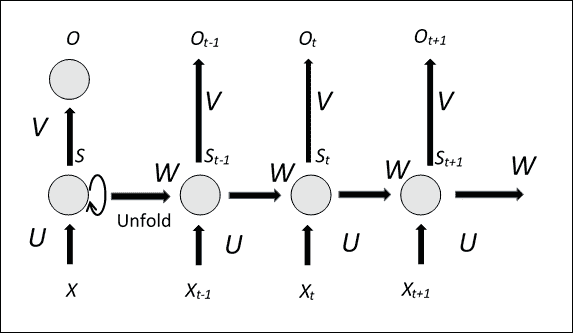 O O_{t-1} O_t O_{t+1}
V V V V
S W S_{t-1} W S_t W S_{t+1} W
Unfold
U U U U
X X_{t-1} X_t X_{t+1}